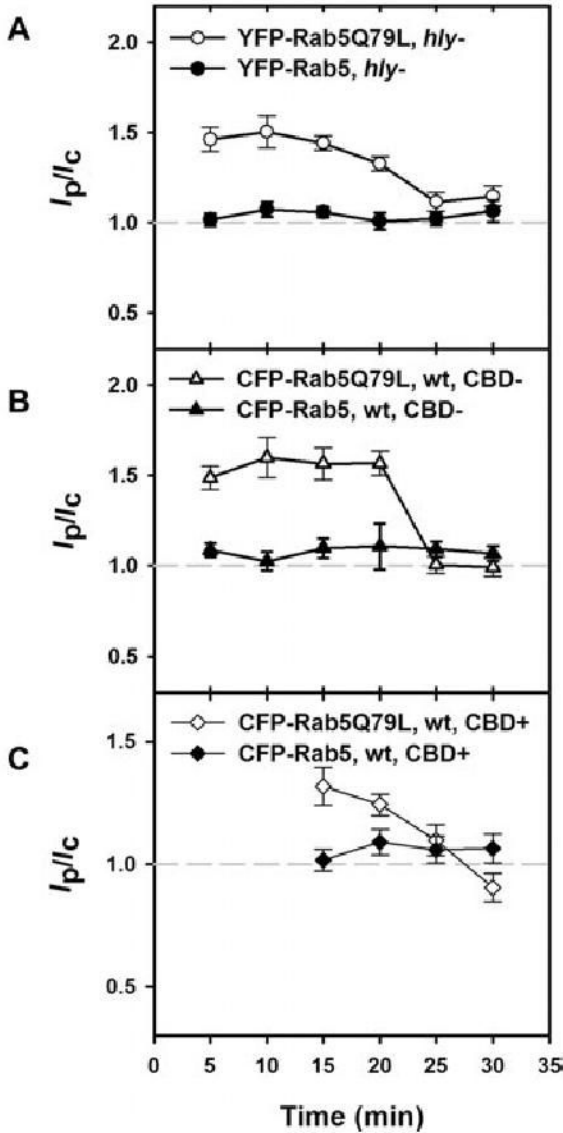 A
2.0
1.5
1.0
0.5
Ip/Ic
YFP-Rab5Q79L, hly-
YFP-Rab5, hly-
B
2.0
1.5
1.0
0.5
Ip/Ic
CFP-Rab5Q79L, wt, CBD-
CFP-Rab5, wt, CBD-
C
1.5
1.0
0.5
Ip/Ic
CFP-Rab5Q79L, wt, CBD+
CFP-Rab5, wt, CBD+
0 5 10 15 20 25 30 35
Time (min)